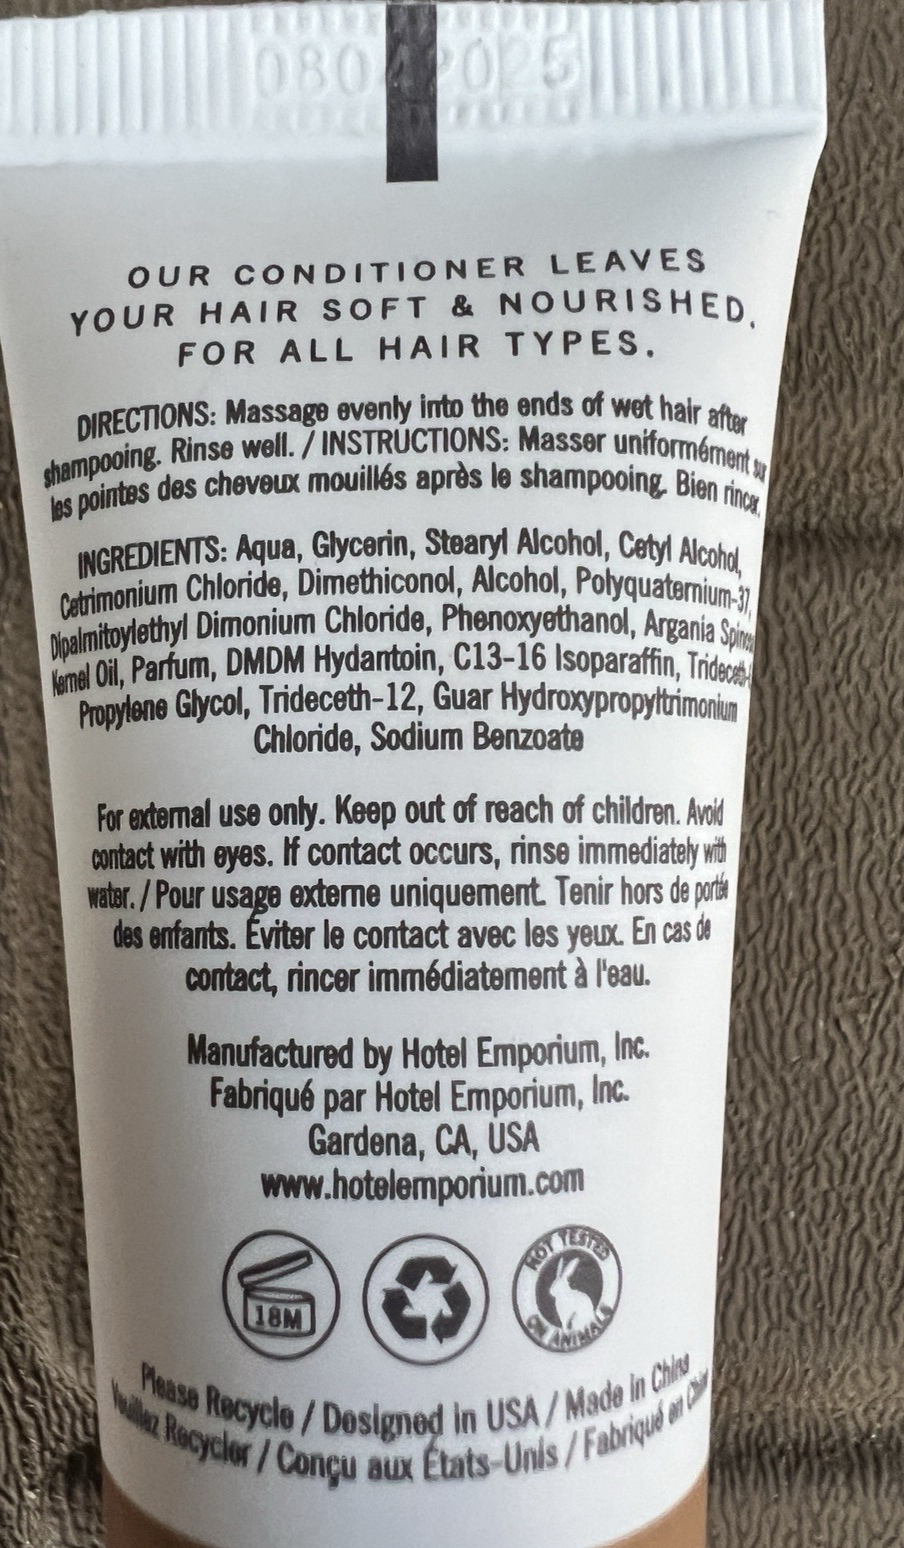 OUR CONDITIONER LEAVES
YOUR HAIR SOFT & NOURISHED.
FOR ALL HAIR TYPES.
DIRECTIONS: Massage evenly into the ends of wet hair after
shampooing. Rinse well. / INSTRUCTIONS: Masser uniformément sur
les pointes des cheveux mouillés après le shampooing. Bien rincer.
INGREDIENTS: Aqua, Glycerin, Stearyl Alcohol, Cetyl Alcohol,
Cetrimonium Chloride, Dimethiconol, Alcohol, Polyquaternium-37,
Dipalmitoylethyl Dimonium Chloride, Phenoxyethanol, Argania Spinosa
Kernel Oil, Parfum, DMDM Hydantoin, C13-16 Isoparaffin,
Propylene Glycol, Trideceth-12, Guar Hydroxypropyltrimonium
Chloride, Sodium Benzoate
For external use only. Keep out of reach of children. Avoid
contact with eyes. If contact occurs, rinse immediately with
water. / Pour usage externe uniquement. Tenir hors de portée
des enfants. Éviter le contact avec les yeux. En cas de
contact, rincer immédiatement à l'eau.
Manufactured by Hotel Emporium, Inc.
Fabriqué par Hotel Emporium, Inc.
Gardena, CA, USA
www.hotelemporium.com
18M
NOT TESTED
ON ANIMALS
Please Recycle / Designed in USA / Made in China
Veuillez Recycler / Conçu aux États-Unis / Fabriqué en Chine